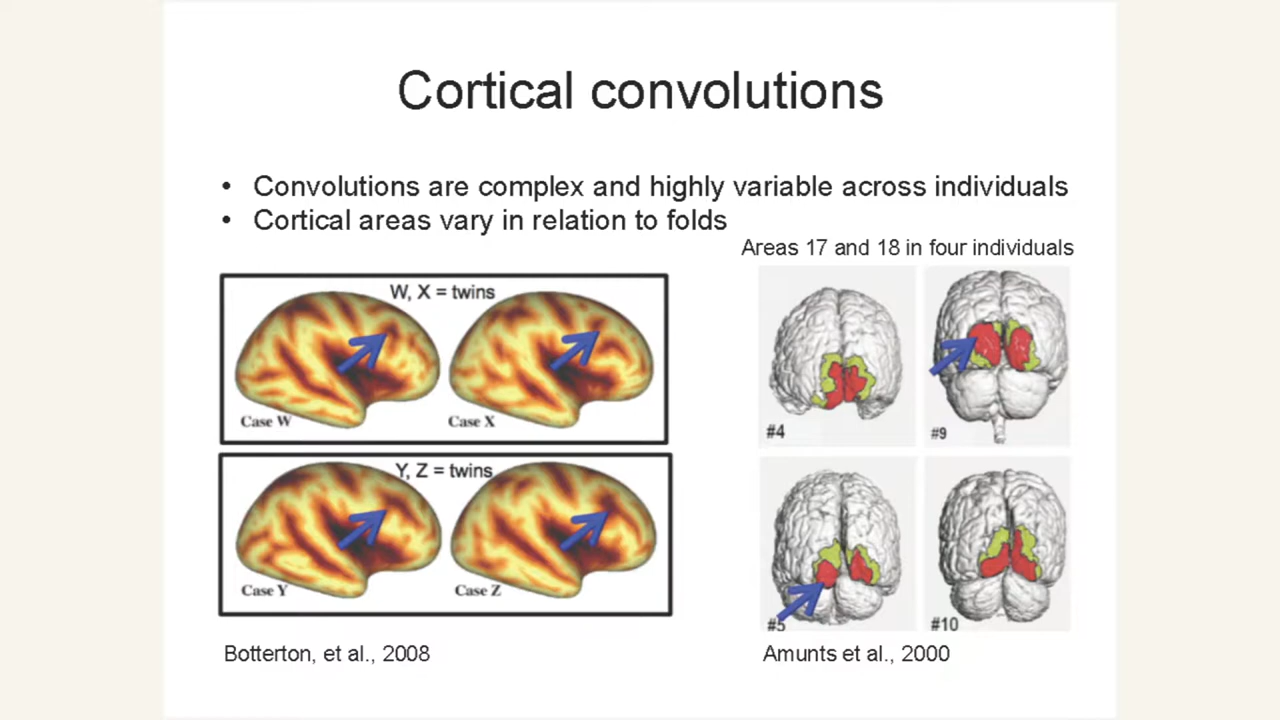 Cortical convolutions
• Convolutions are complex and highly variable across individuals
• Cortical areas vary in relation to folds
Areas 17 and 18 in four individuals
W, X = twins
Case W
Case X
Y, Z = twins
Case Y
Case Z
#4
#9
#5
#10
Botterton, et al., 2008
Amunts et al., 2000